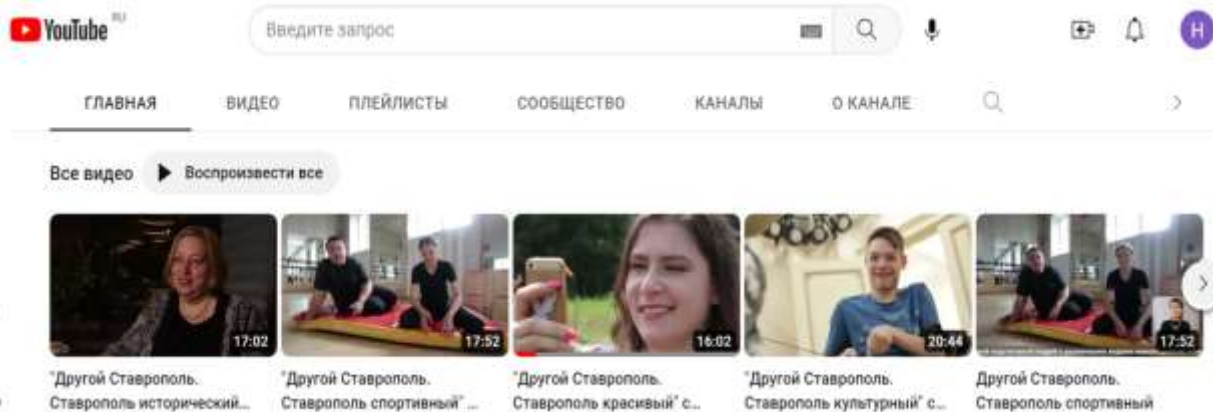 YouTube RU
Введите запрос
H
ГЛАВНАЯ ВИДЕО ПЛЕЙЛИСТЫ СООБЩЕСТВО КАНАЛЫ О КАНАЛЕ
Все видео Воспроизвести все
17:02 17:52 16:02 20:44 17:52
"Другой Ставрополь. "Другой Ставрополь. "Другой Ставрополь. "Другой Ставрополь. Другой Ставрополь.
Ставрополь исторический... Ставрополь спортивный" ... Ставрополь красивый" с... Ставрополь культурный" с... Ставрополь спортивный